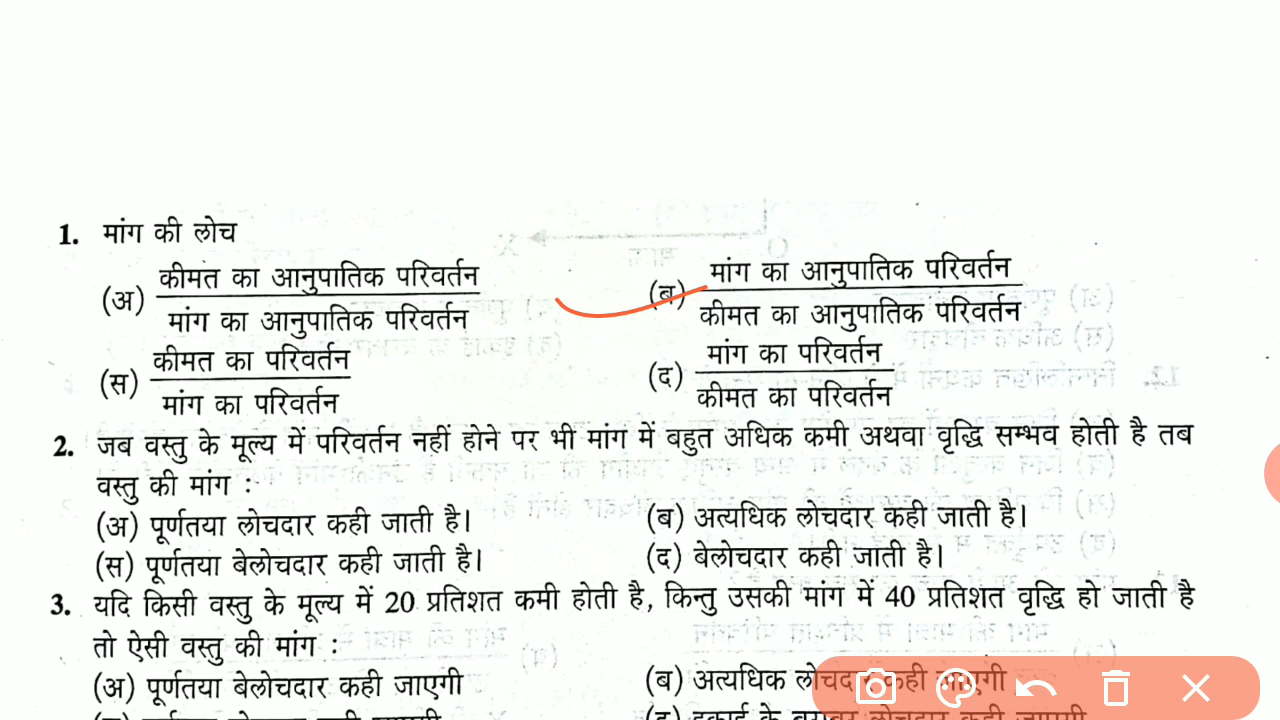 1. मांग की लोच
(अ) कीमत का आनुपातिक परिवर्तन / मांग का आनुपातिक परिवर्तन (ब) मांग का आनुपातिक परिवर्तन / कीमत का आनुपातिक परिवर्तन
(स) कीमत का परिवर्तन / मांग का परिवर्तन (द) मांग का परिवर्तन / कीमत का परिवर्तन
2. जब वस्तु के मूल्य में परिवर्तन नहीं होने पर भी मांग में बहुत अधिक कमी अथवा वृद्धि सम्भव होती है तब
वस्तु की मांग :
(अ) पूर्णतया लोचदार कही जाती है। (ब) अत्यधिक लोचदार कही जाती है।
(स) पूर्णतया बेलोचदार कही जाती है। (द) बेलोचदार कही जाती है।
3. यदि किसी वस्तु के मूल्य में 20 प्रतिशत कमी होती है, किन्तु उसकी मांग में 40 प्रतिशत वृद्धि हो जाती है
तो ऐसी वस्तु की मांग :
(अ) पूर्णतया बेलोचदार कही जाएगी (ब) अत्यधिक लोचदार कही जाएगी